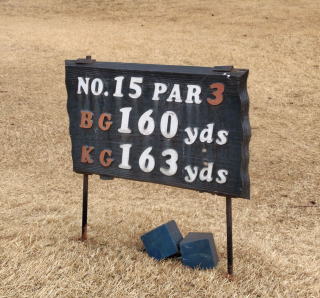 NO. 15 PAR 3
BG 160 yds
KG 163 yds